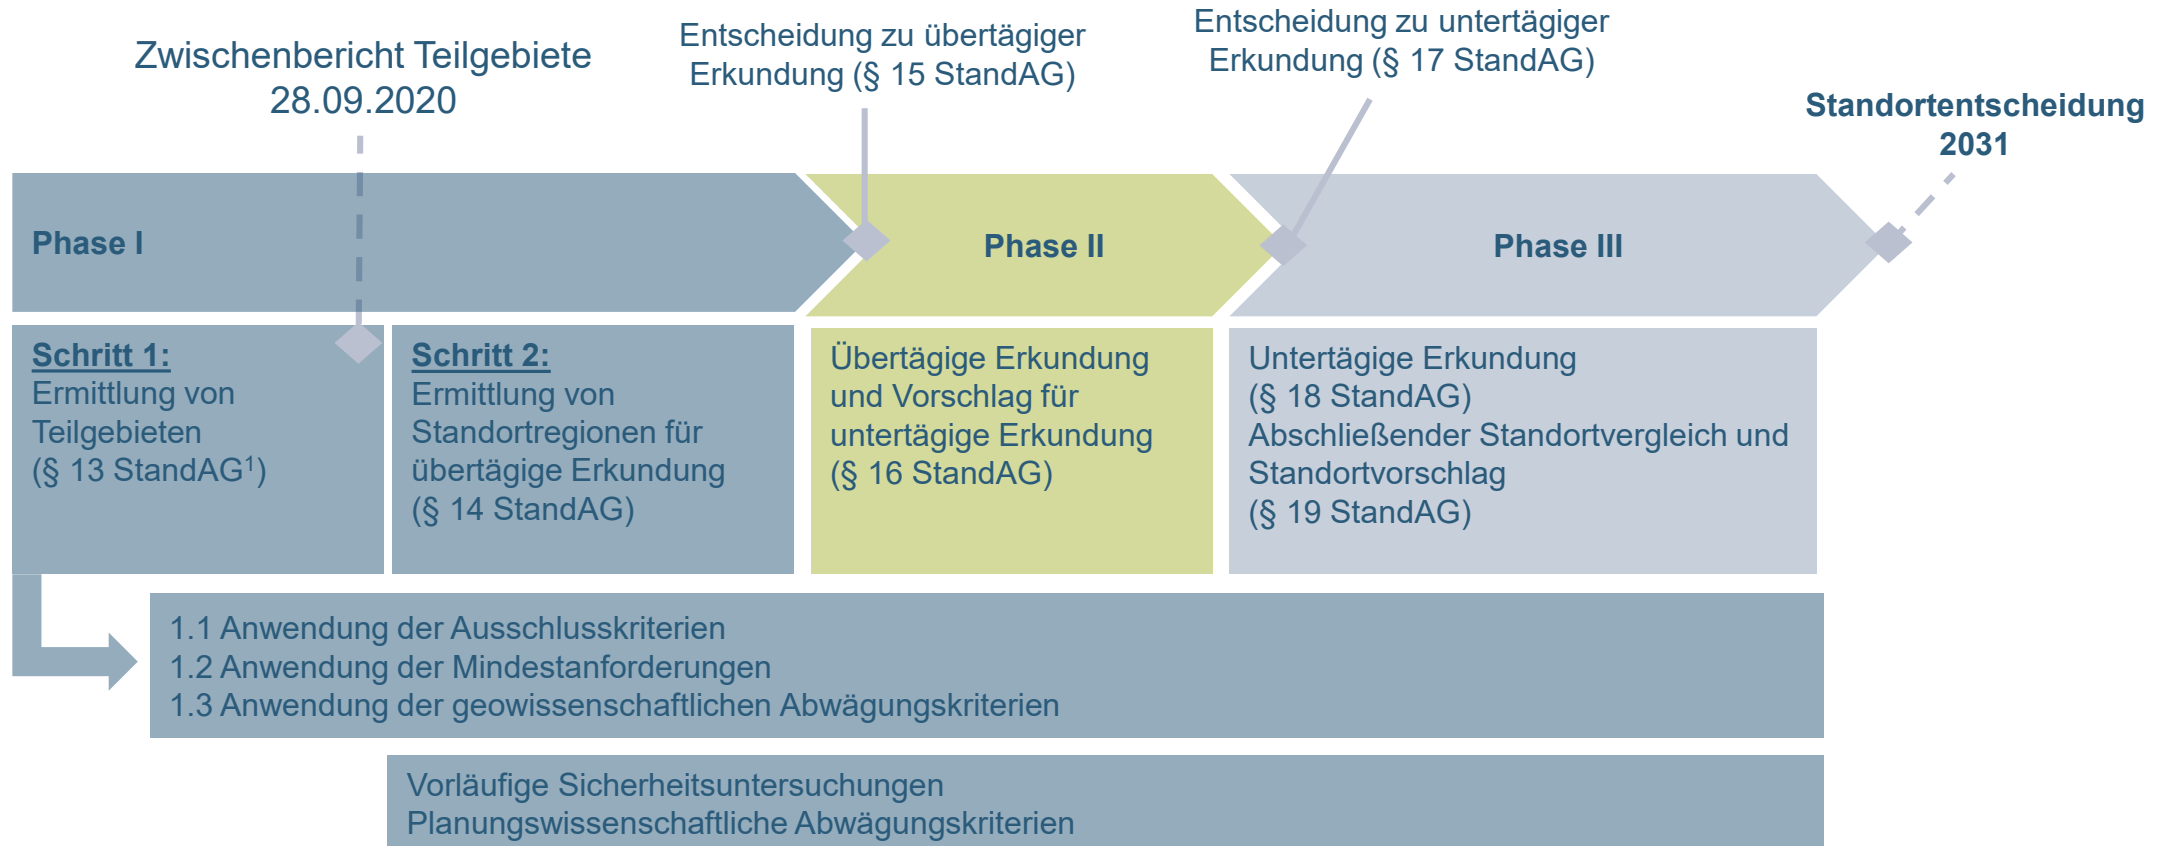 Zwischenbericht Teilgebiete
28.09.2020
Entscheidung zu übertägiger
Erkundung (§ 15 StandAG)
Entscheidung zu untertägiger
Erkundung (§ 17 StandAG)
Standortentscheidung
2031
Phase I
Phase II
Phase III
Schritt 1:
Ermittlung von
Teilgebieten
(§ 13 StandAG¹)
Schritt 2:
Ermittlung von
Standortregionen für
übertägige Erkundung
(§ 14 StandAG)
Übertägige Erkundung
und Vorschlag für
untertägige Erkundung
(§ 16 StandAG)
Untertägige Erkundung
(§ 18 StandAG)
Abschließender Standortvergleich und
Standortvorschlag
(§ 19 StandAG)
1.1 Anwendung der Ausschlusskriterien
1.2 Anwendung der Mindestanforderungen
1.3 Anwendung der geowissenschaftlichen Abwägungskriterien
Vorläufige Sicherheitsuntersuchungen
Planungswissenschaftliche Abwägungskriterien